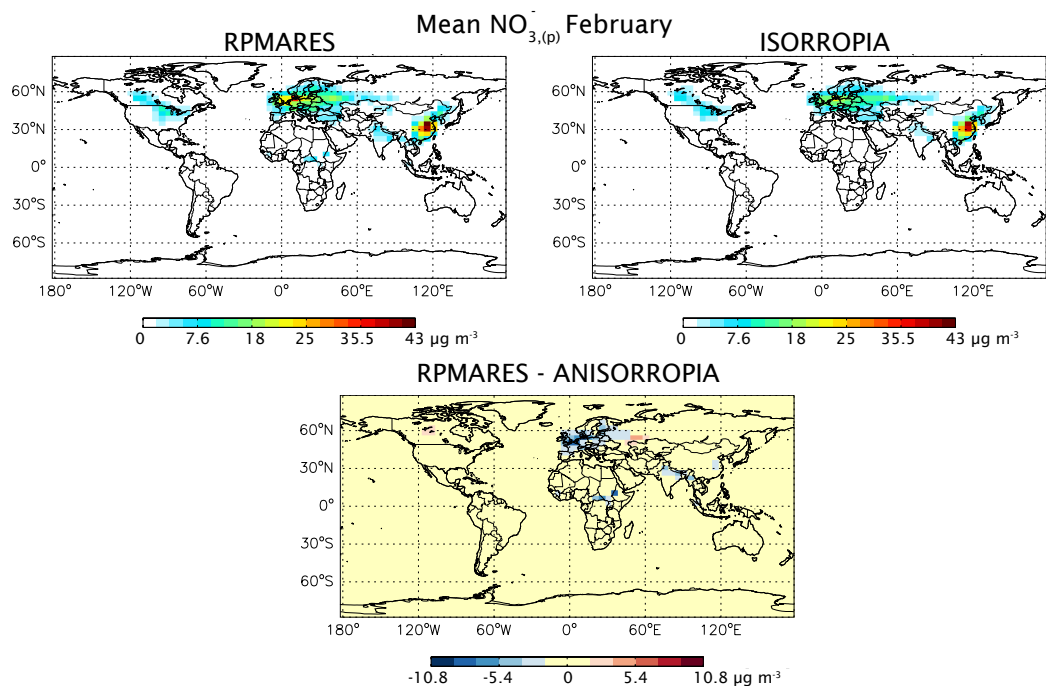 Mean NO₃,(p)⁻ February
RPMARES
ISORROPIA
60°N
30°N
0°
30°S
60°S
180° 120°W 60°W 0° 60°E 120°E
60°N
30°N
0°
30°S
60°S
180° 120°W 60°W 0° 60°E 120°E
0 7.6 18 25 35.5 43 µg m⁻³
0 7.6 18 25 35.5 43 µg m⁻³
RPMARES - ANISORROPIA
60°N
30°N
0°
30°S
60°S
180° 120°W 60°W 0° 60°E 120°E
-10.8 -5.4 0 5.4 10.8 µg m⁻³